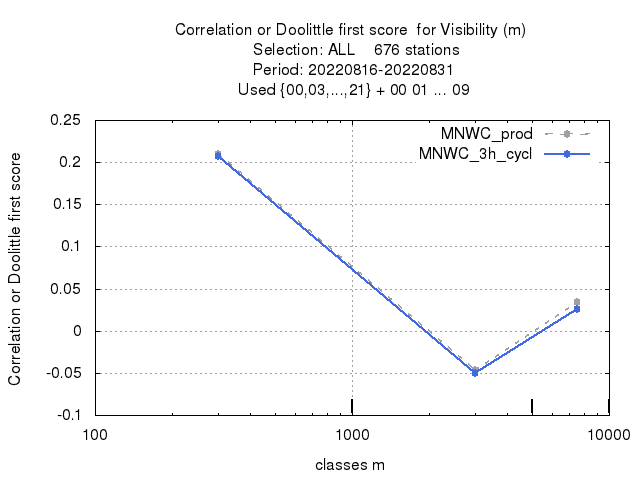 Correlation or Doolittle first score  for Visibility (m)
Selection: ALL    676 stations
Period: 20220816-20220831
Used {00,03,...,21} + 00 01 ... 09
0.25
0.2
0.15
0.1
0.05
0
-0.05
-0.1
Correlation or Doolittle first score
MNWC_prod
MNWC_3h_cycl
100
1000
10000
classes m